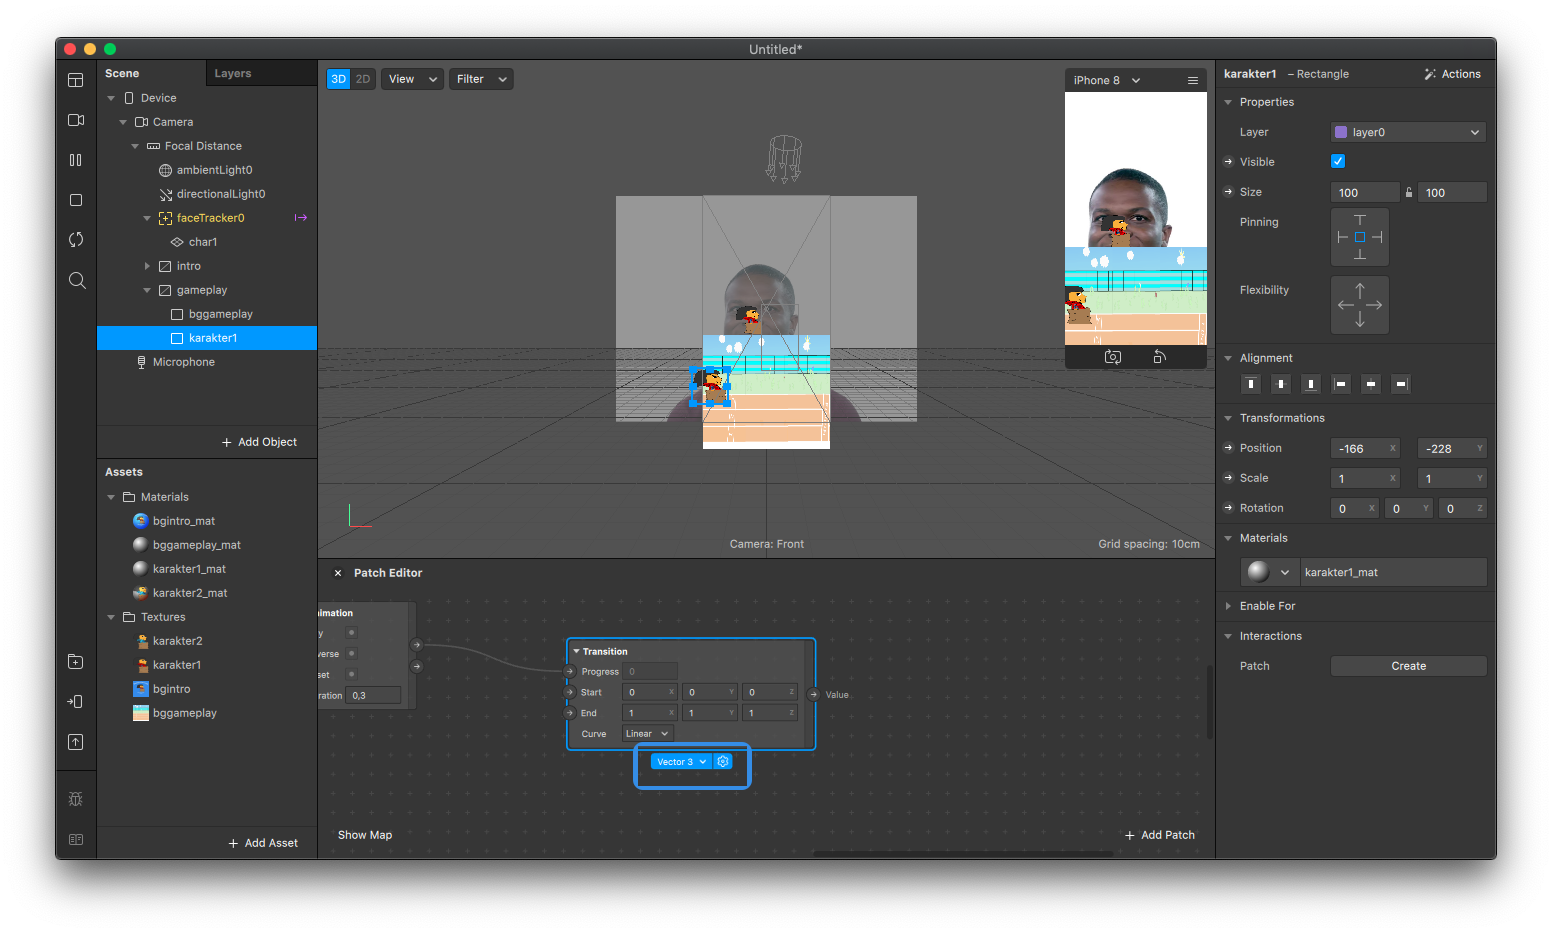 Untitled*
Scene
Layers
Device
Camera
Focal Distance
ambientLight0
directionalLight0
faceTracker0
char1
intro
gameplay
bggameplay
karakter1
Microphone
+ Add Object
Assets
Materials
bgintro_mat
bggameplay_mat
karakter1_mat
karakter2_mat
Textures
karakter2
karakter1
bgintro
bggameplay
+ Add Asset
3D 2D View Filter
iPhone 8
Camera: Front
Grid spacing: 10cm
Patch Editor
imation
y
verse
set
ration 0,3
Transition
Progress 0
Start 0 X 0 Y 0 Z
End 1 X 1 Y 1 Z
Curve Linear
Value
Vector 3
Show Map
+ Add Patch
karakter1 – Rectangle
Actions
Properties
Layer layer0
Visible
Size 100 100
Pinning
Flexibility
Alignment
Transformations
Position -166 X -228 Y
Scale 1 X 1 Y
Rotation 0 X 0 Y 0 Z
Materials
karakter1_mat
Enable For
Interactions
Patch Create